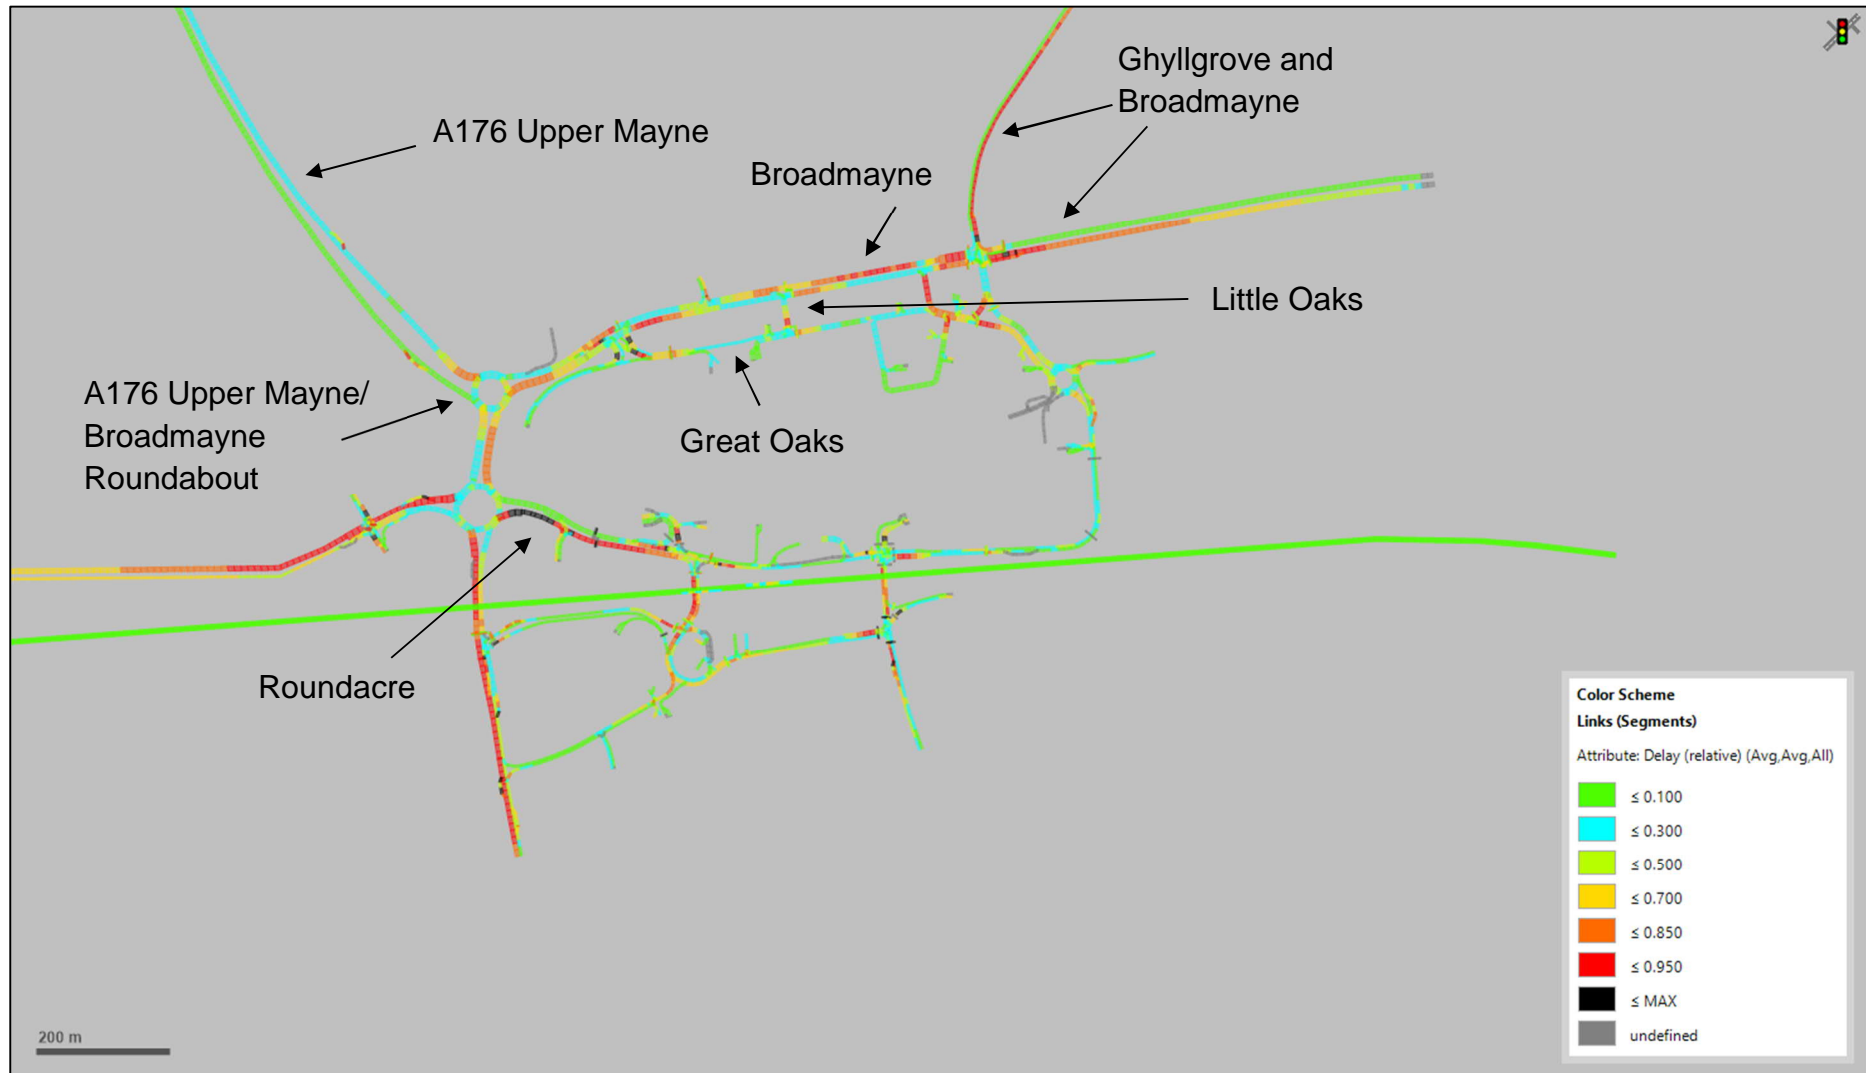 Ghyllgrove and
Broadmayne
A176 Upper Mayne
Broadmayne
Little Oaks
A176 Upper Mayne/
Broadmayne
Roundabout
Great Oaks
Roundacre
Color Scheme
Links (Segments)
Attribute: Delay (relative) (Avg,Avg,All)
≤ 0.100
≤ 0.300
≤ 0.500
≤ 0.700
≤ 0.850
≤ 0.950
≤ MAX
undefined
200 m